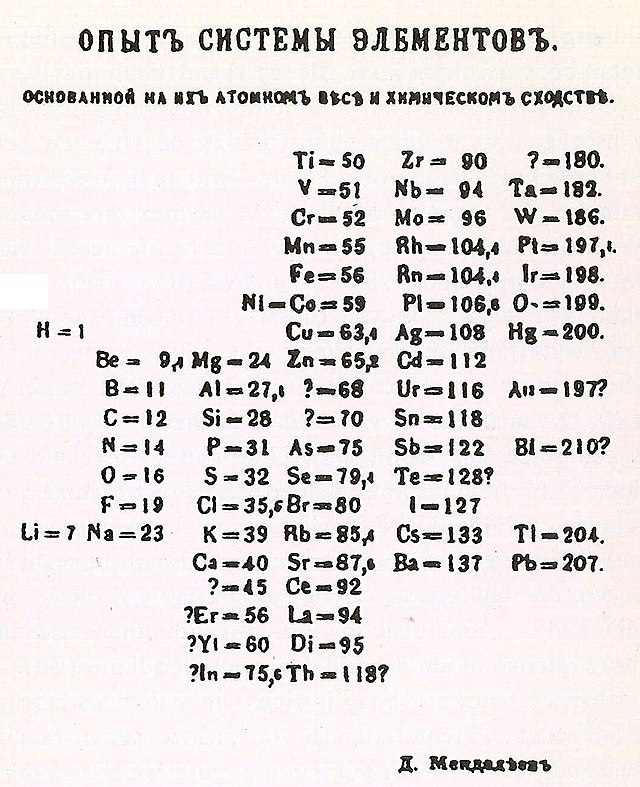 ОПЫТЪ СИСТЕМЫ ЭЛЕМЕНТОВЪ.
ОСНОВАННОЙ НА ИХЪ АТОМНОМЪ ВѢСѢ И ХИМИЧЕСКОМЪ СХОДСТВѢ.
Ti = 50 Zr = 90 ? = 180.
V = 51 Nb = 94 Ta = 182.
Cr = 52 Mo = 96 W = 186.
Mn = 55 Rh = 104,4 Pt = 197,1.
Fe = 56 Rn = 104,4 Ir = 198.
Ni = Co = 59 Pl = 106,6 O- = 199.
H = 1 Cu = 63,4 Ag = 108 Hg = 200.
Be = 9,4 Mg = 24 Zn = 65,2 Cd = 112
B = 11 Al = 27,4 ? = 68 Ur = 116 Au = 197?
C = 12 Si = 28 ? = 70 Sn = 118
N = 14 P = 31 As = 75 Sb = 122 Bi = 210?
O = 16 S = 32 Se = 79,4 Te = 128?
F = 19 Cl = 35,5 Br = 80 I = 127
Li = 7 Na = 23 K = 39 Rb = 85,4 Cs = 133 Tl = 204.
Ca = 40 Sr = 87,6 Ba = 137 Pb = 207.
? = 45 Ce = 92
?Er = 56 La = 94
?Yt = 60 Di = 95
?In = 75,6 Th = 118?
Д. Менделѣевъ